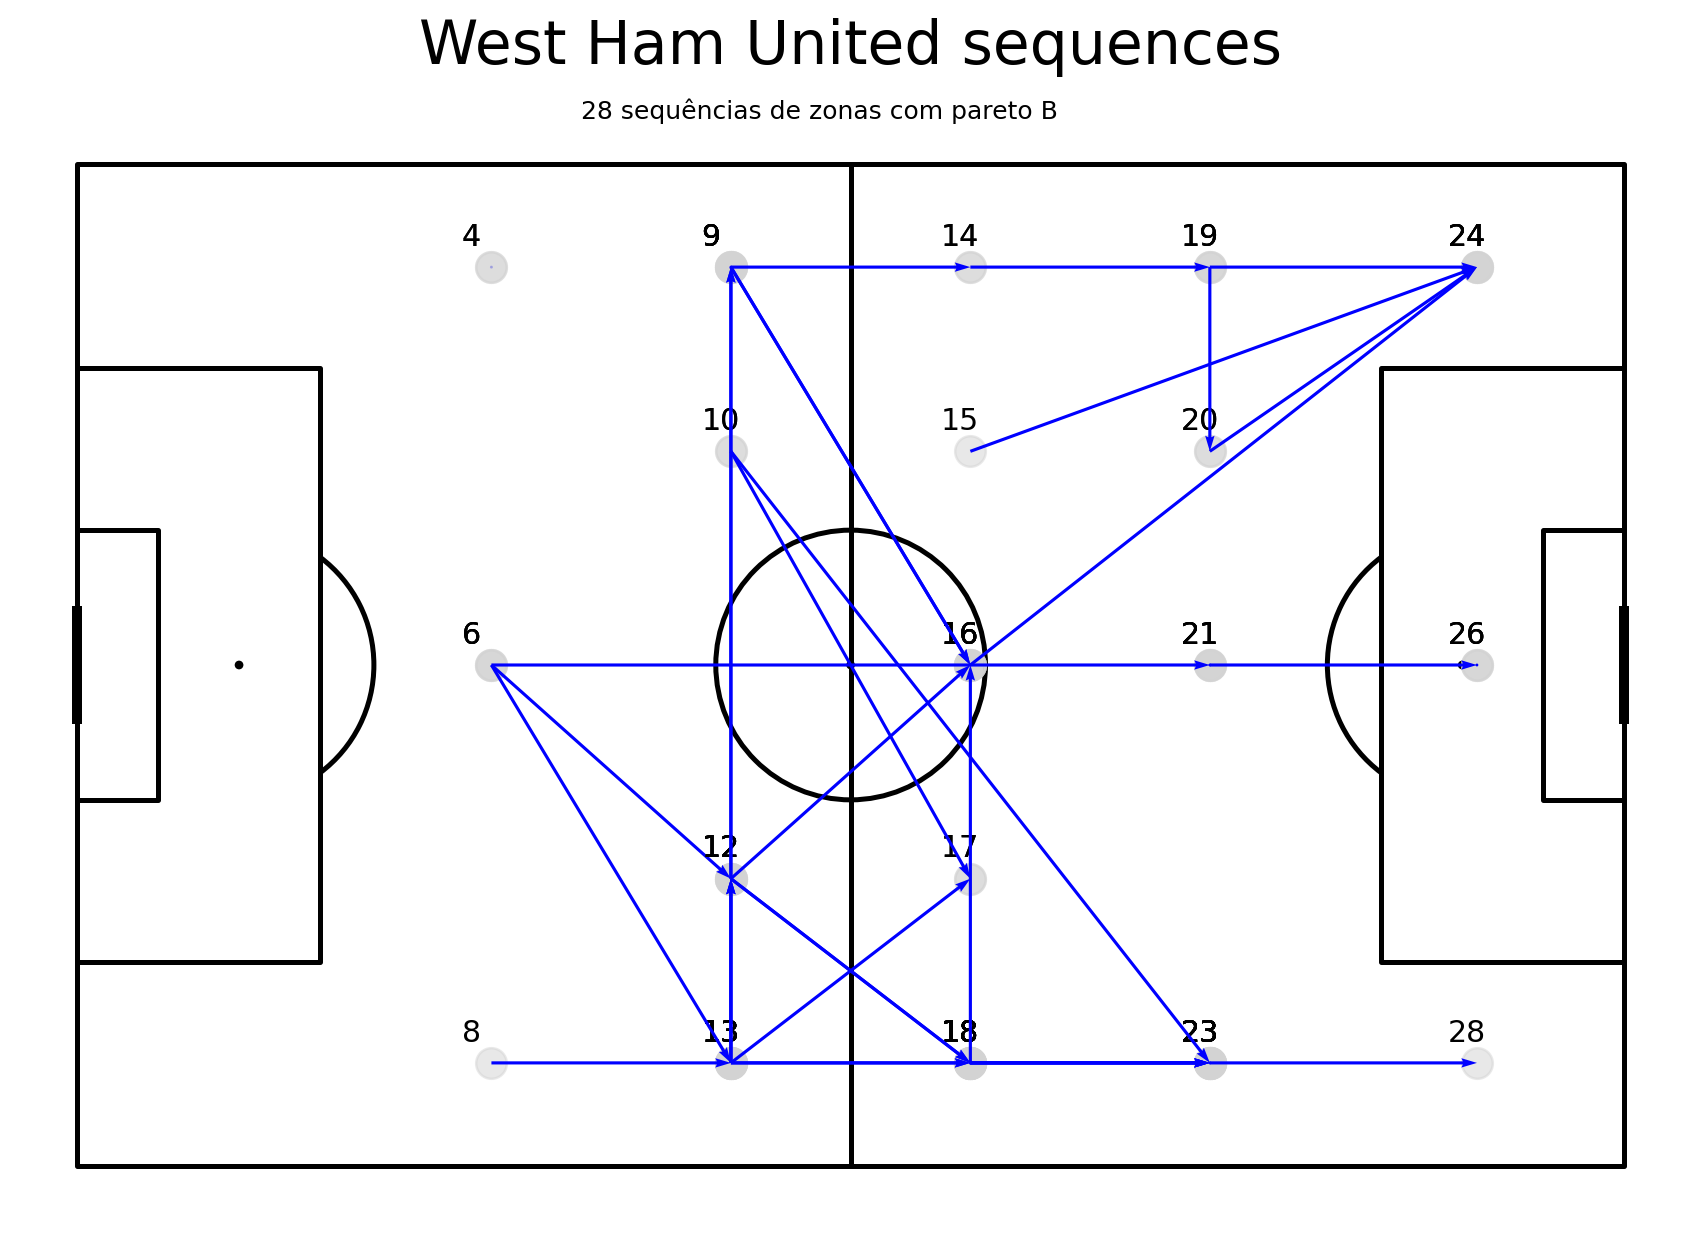 West Ham United sequences
28 sequências de zonas com pareto B
4 9 14 19 24
10 15 20
6 16 21 26
12 17
8 13 18 23 28